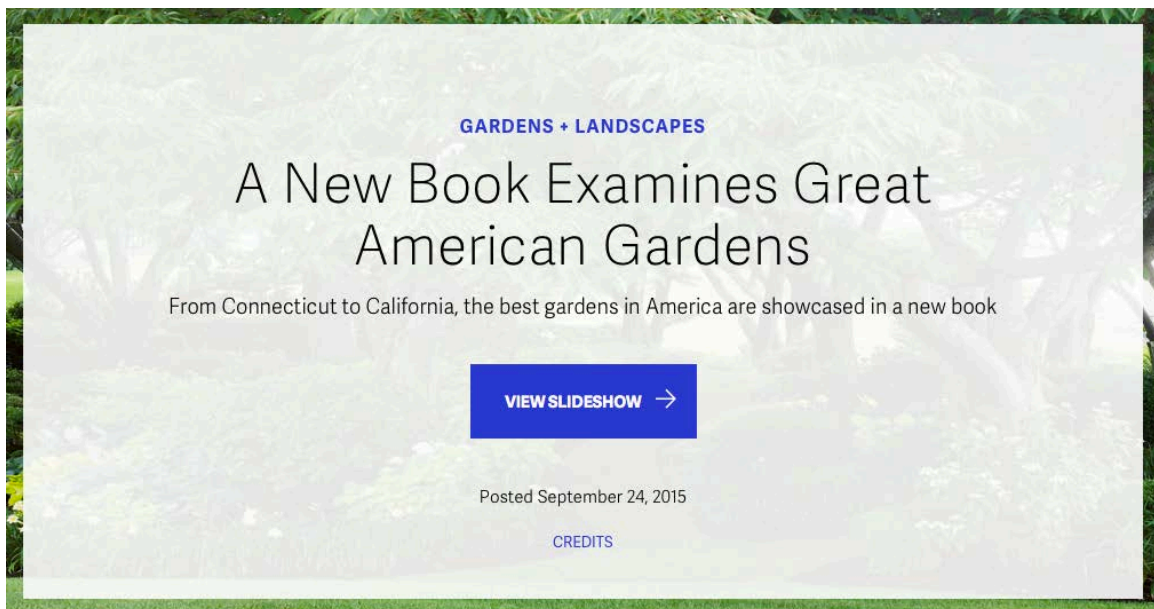 GARDENS + LANDSCAPES
A New Book Examines Great
American Gardens
From Connecticut to California, the best gardens in America are showcased in a new book
VIEW SLIDESHOW →
Posted September 24, 2015
CREDITS